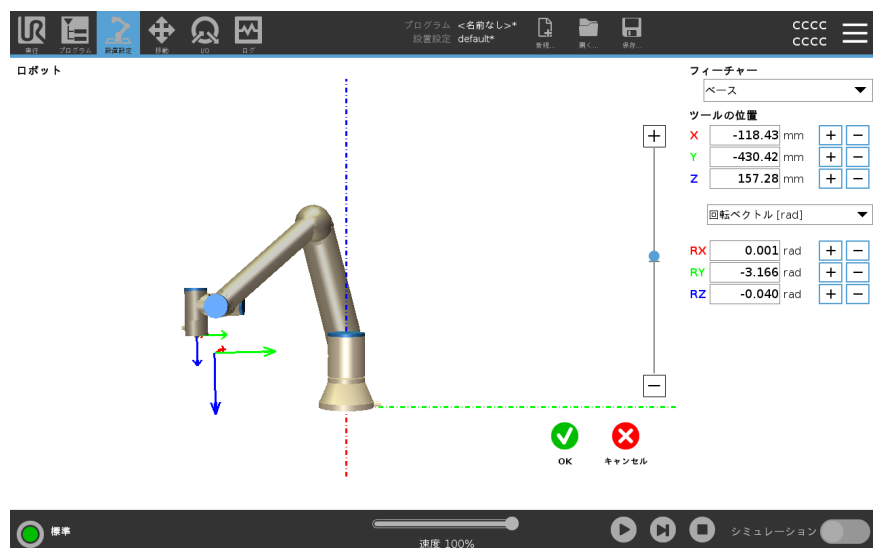 実行
プログラム
設置設定
移動
I/O
ログ
プログラム <名前なし>*
設置設定 default*
新規...
開く...
保存...
cccc
cccc
ロボット
フィーチャー
ベース
ツールの位置
X -118.43 mm + −
Y -430.42 mm + −
Z 157.28 mm + −
回転ベクトル [rad]
RX 0.001 rad + −
RY -3.166 rad + −
RZ -0.040 rad + −
+
−
OK
キャンセル
標準
速度 100%
シミュレーション